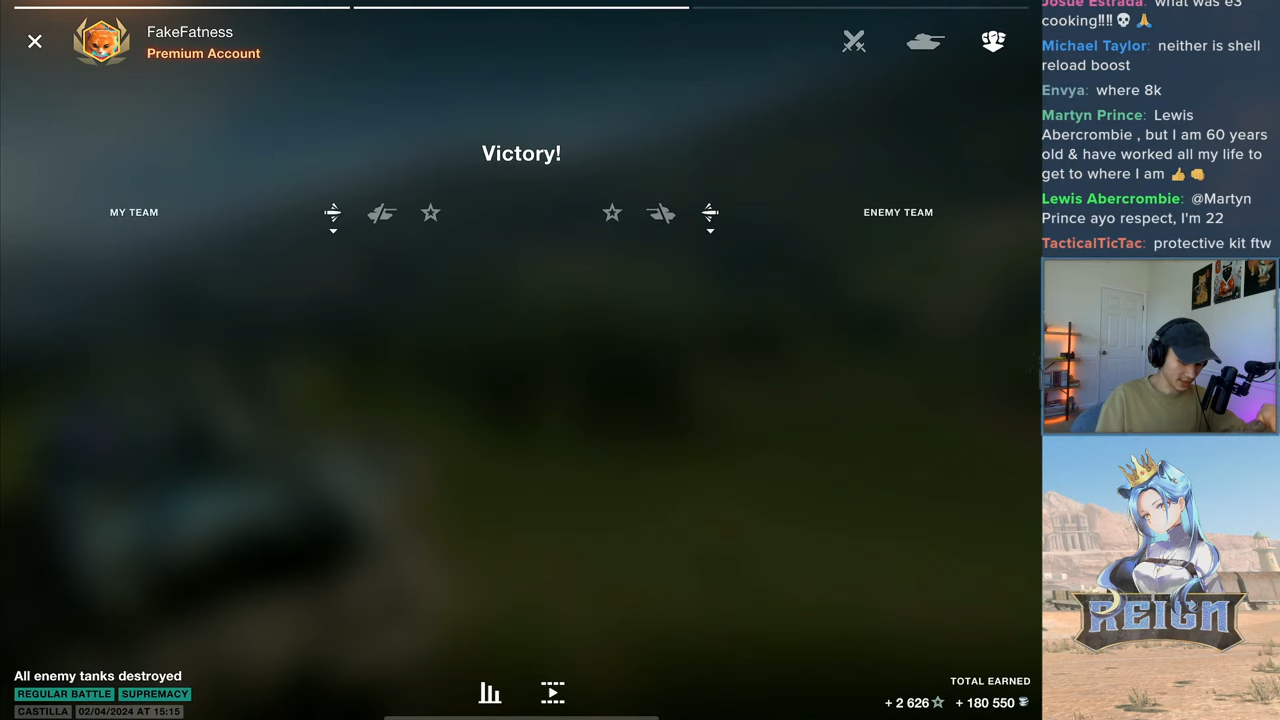 FakeFatness
Premium Account
Victory!
MY TEAM
ENEMY TEAM
All enemy tanks destroyed
REGULAR BATTLE SUPREMACY
CASTILLA 02/04/2024 AT 15:15
TOTAL EARNED
+ 2 626 + 180 550
Josue Estrada: what was e3
cooking!!!! 💀 🙏
Michael Taylor: neither is shell
reload boost
Envya: where 8k
Martyn Prince: Lewis
Abercrombie , but I am 60 years
old & have worked all my life to
get to where I am 👍 👊
Lewis Abercrombie: @Martyn
Prince ayo respect, I'm 22
TacticalTicTac: protective kit ftw
REIGN